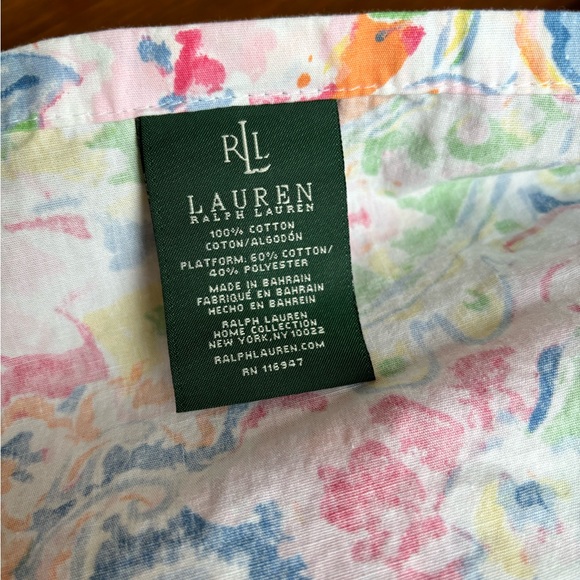 RLL
LAUREN
RALPH LAUREN
100% COTTON
COTON/ALGODÓN
PLATFORM: 60% COTTON/
40% POLYESTER
MADE IN BAHRAIN
FABRIQUÉ EN BAHRAIN
HECHO EN BAHREIN
RALPH LAUREN
HOME COLLECTION
NEW YORK, NY 10022
RALPHLAUREN.COM
RN 116947